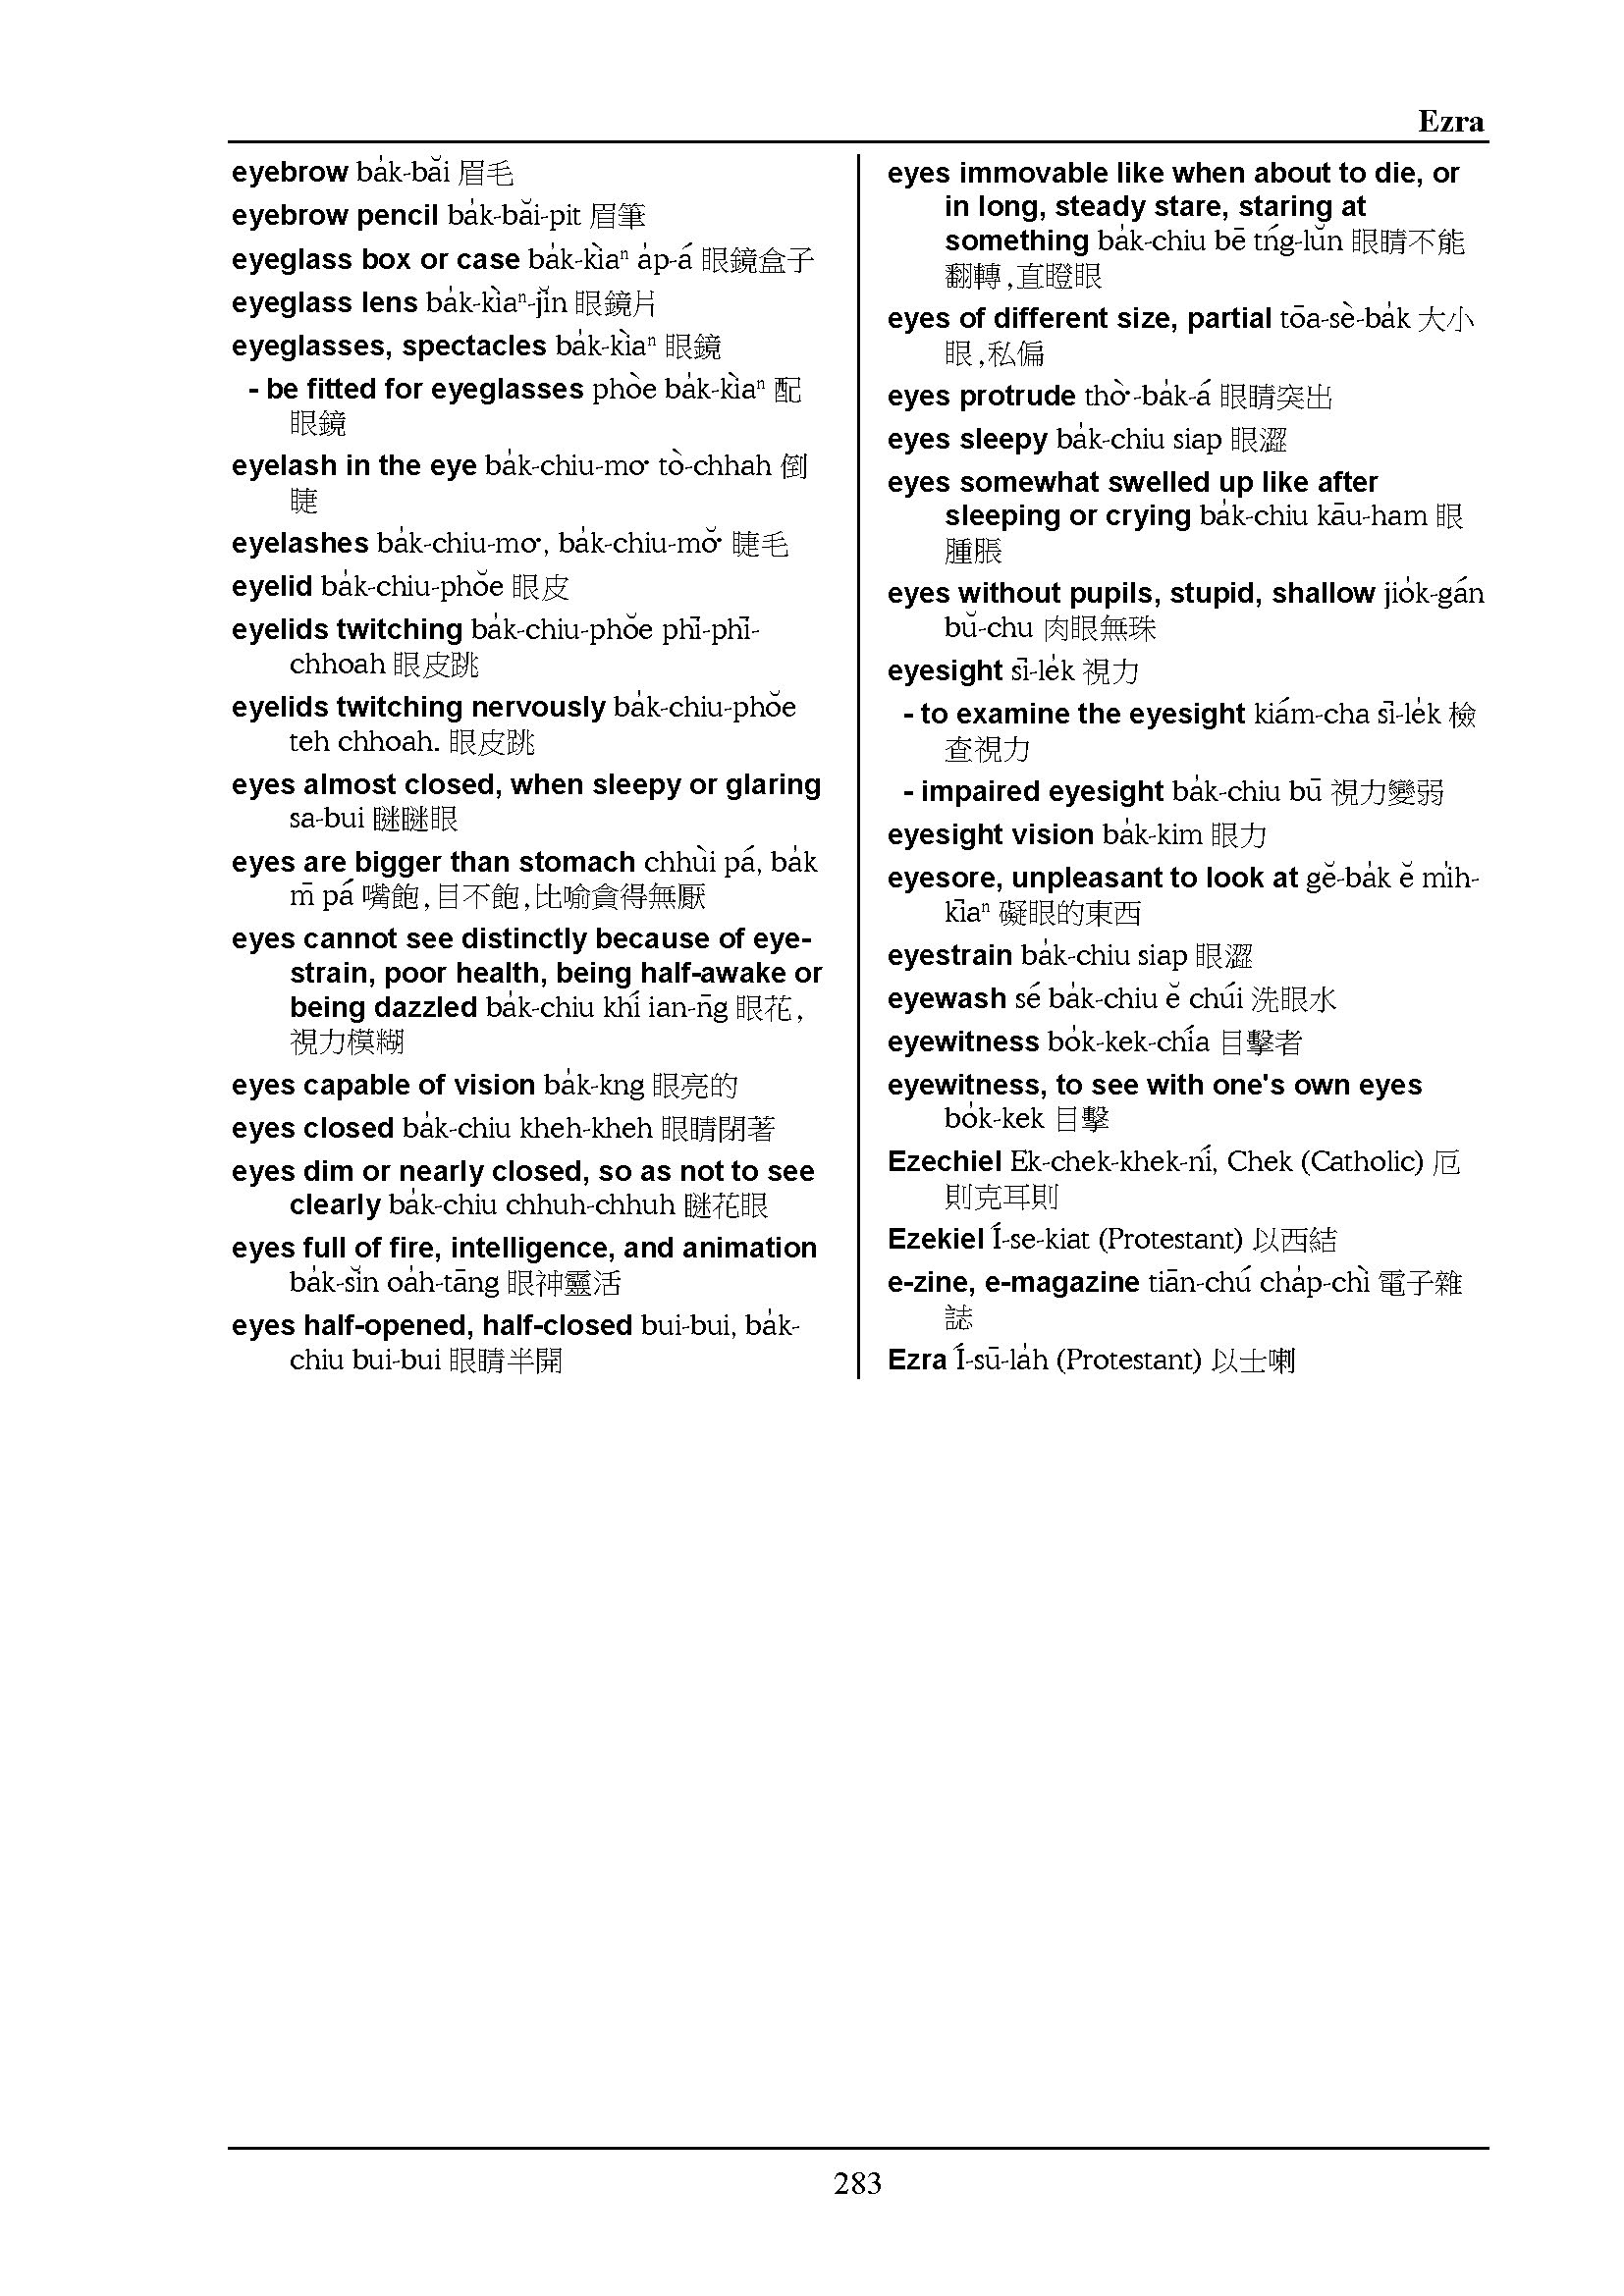 Ezra
eyebrow ba̍k-băi 眉毛
eyebrow pencil ba̍k-băi-pit 眉筆
eyeglass box or case ba̍k-kìaⁿ a̍p-á 眼鏡盒子
eyeglass lens ba̍k-kìaⁿ-jĭn 眼鏡片
eyeglasses, spectacles ba̍k-kìaⁿ 眼鏡
- be fitted for eyeglasses phòe ba̍k-kìaⁿ 配
眼鏡
eyelash in the eye ba̍k-chiu-mo͘ tò-chhah 倒
睫
eyelashes ba̍k-chiu-mo͘, ba̍k-chiu-mŏ͘ 睫毛
eyelid ba̍k-chiu-phŏe 眼皮
eyelids twitching ba̍k-chiu-phŏe phī-phī-
chhoah 眼皮跳
eyelids twitching nervously ba̍k-chiu-phŏe
teh chhoah. 眼皮跳
eyes almost closed, when sleepy or glaring
sa-bui 瞇瞇眼
eyes are bigger than stomach chhùi pá, ba̍k
m̄ pá 嘴飽,目不飽,比喻貪得無厭
eyes cannot see distinctly because of eye-
strain, poor health, being half-awake or
being dazzled ba̍k-chiu khí ian-n̄g 眼花,
視力模糊
eyes capable of vision ba̍k-kng 眼亮的
eyes closed ba̍k-chiu kheh-kheh 眼睛閉著
eyes dim or nearly closed, so as not to see
clearly ba̍k-chiu chhuh-chhuh 瞇花眼
eyes full of fire, intelligence, and animation
ba̍k-sĭn oa̍h-tāng 眼神靈活
eyes half-opened, half-closed bui-bui, ba̍k-
chiu bui-bui 眼睛半開
eyes immovable like when about to die, or
in long, steady stare, staring at
something ba̍k-chiu bē tńg-lŭn 眼睛不能
翻轉,直瞪眼
eyes of different size, partial tōa-sè-ba̍k 大小
眼,私偏
eyes protrude thò͘-ba̍k-á 眼睛突出
eyes sleepy ba̍k-chiu siap 眼澀
eyes somewhat swelled up like after
sleeping or crying ba̍k-chiu kāu-ham 眼
腫脹
eyes without pupils, stupid, shallow jio̍k-gán
bŭ-chu 肉眼無珠
eyesight sī-le̍k 視力
- to examine the eyesight kiám-cha sī-le̍k 檢
查視力
- impaired eyesight ba̍k-chiu bū 視力變弱
eyesight vision ba̍k-kim 眼力
eyesore, unpleasant to look at gĕ-ba̍k ĕ mi̍h-
kīaⁿ 礙眼的東西
eyestrain ba̍k-chiu siap 眼澀
eyewash sé ba̍k-chiu ĕ chúi 洗眼水
eyewitness bo̍k-kek-chía 目擊者
eyewitness, to see with one's own eyes
bo̍k-kek 目擊
Ezechiel Ek-chek-khek-ní, Chek (Catholic) 厄
則克耳則
Ezekiel Í-se-kiat (Protestant) 以西結
e-zine, e-magazine tiān-chú cha̍p-chì 電子雜
誌
Ezra Í-sū-la̍h (Protestant) 以士喇
283